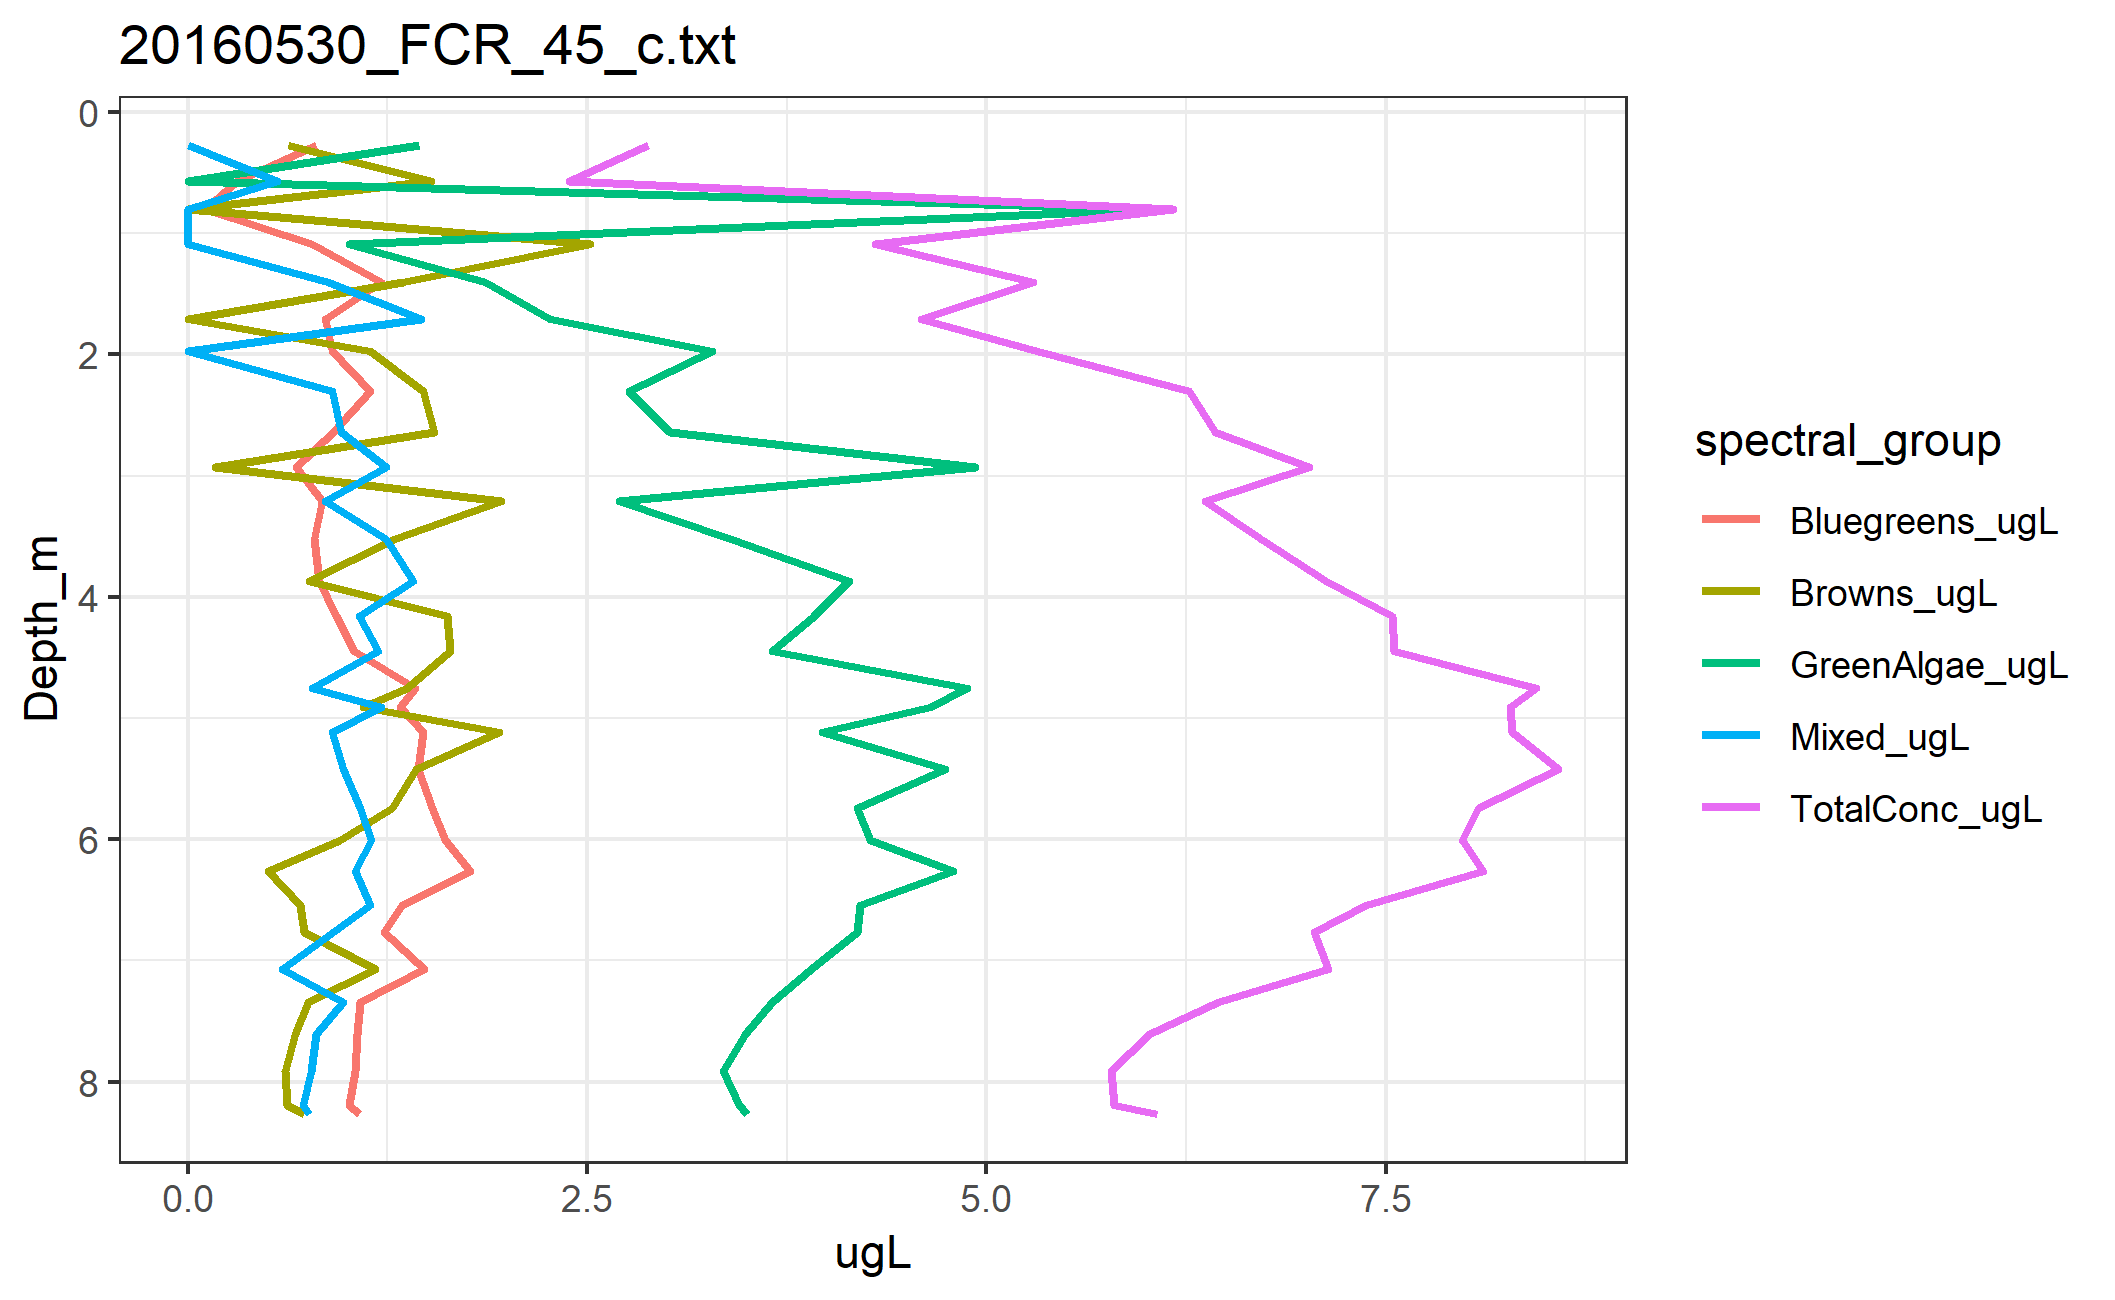 20160530_FCR_45_c.txt
0
2
4
6
8
Depth_m
0.0 2.5 5.0 7.5
ugL
spectral_group
Bluegreens_ugL
Browns_ugL
GreenAlgae_ugL
Mixed_ugL
TotalConc_ugL